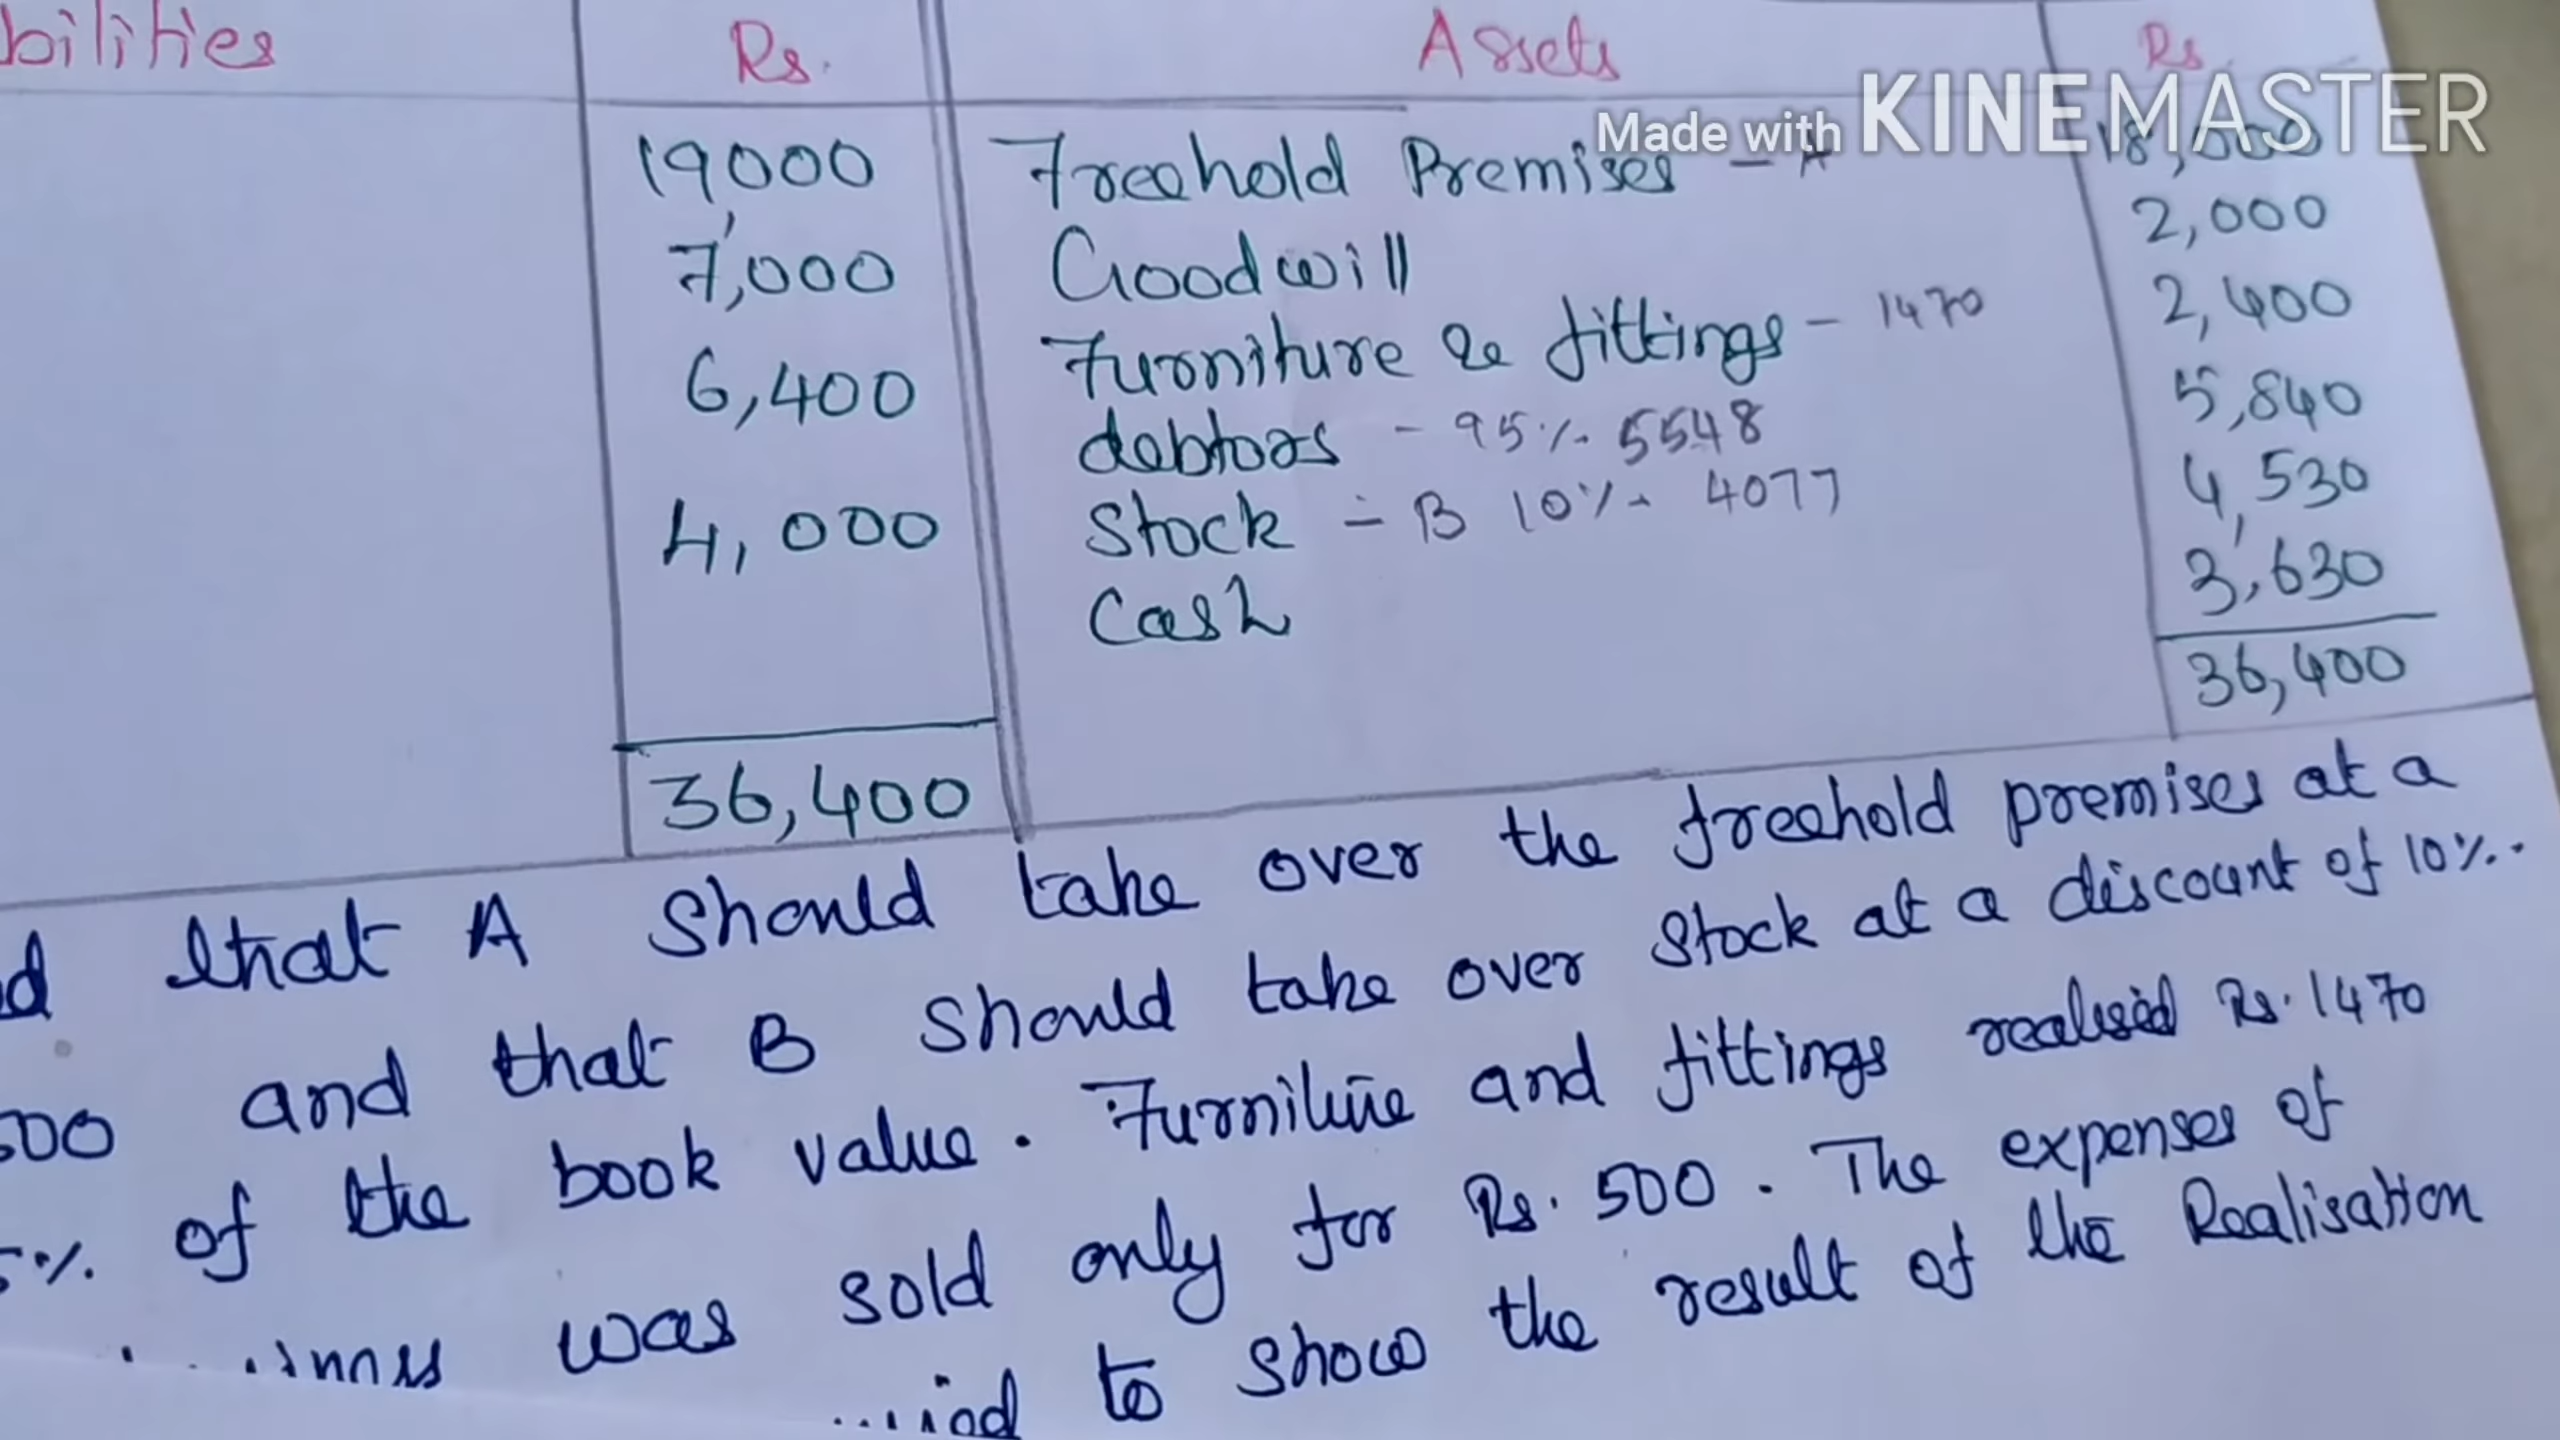 bilities Rs. Assets Rs.
Made with KINEMASTER
19000 Freehold Premises - A 18,000
7,000 Goodwill 2,000
6,400 Furniture & fittings - 1470 2,400
debtors - 95% 5548 5,840
4,000 Stock - B 10% 4077 4,530
Cash 3,630
36,400 36,400
d that A Should take over the freehold premises at a
500 and that B should take over Stock at a discount of 10%.
5% of the book value. Furniture and fittings realised Rs. 1470
was sold only for Rs. 500. The expenses of
to show the result of the Realisation